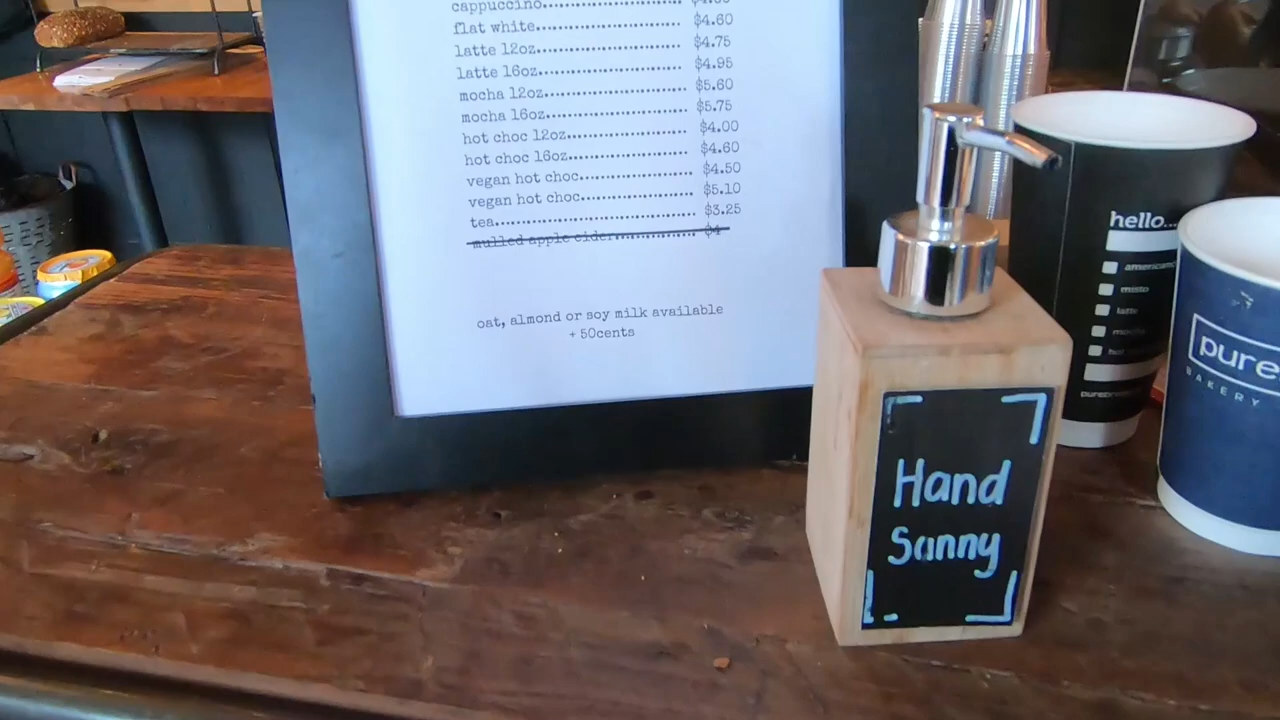 cappuccino
flat white $4.60
latte 12oz $4.75
latte 16oz $4.95
mocha 12oz $5.60
mocha 16oz $5.75
hot choc 12oz $4.00
hot choc 16oz $4.60
vegan hot choc $4.50
vegan hot choc $5.10
tea $3.25
mulled apple cider $4
oat, almond or soy milk available
+ 50cents
Hand
Sanny
hello...
americano
misto
latte
mocha
hot
pure
BAKERY